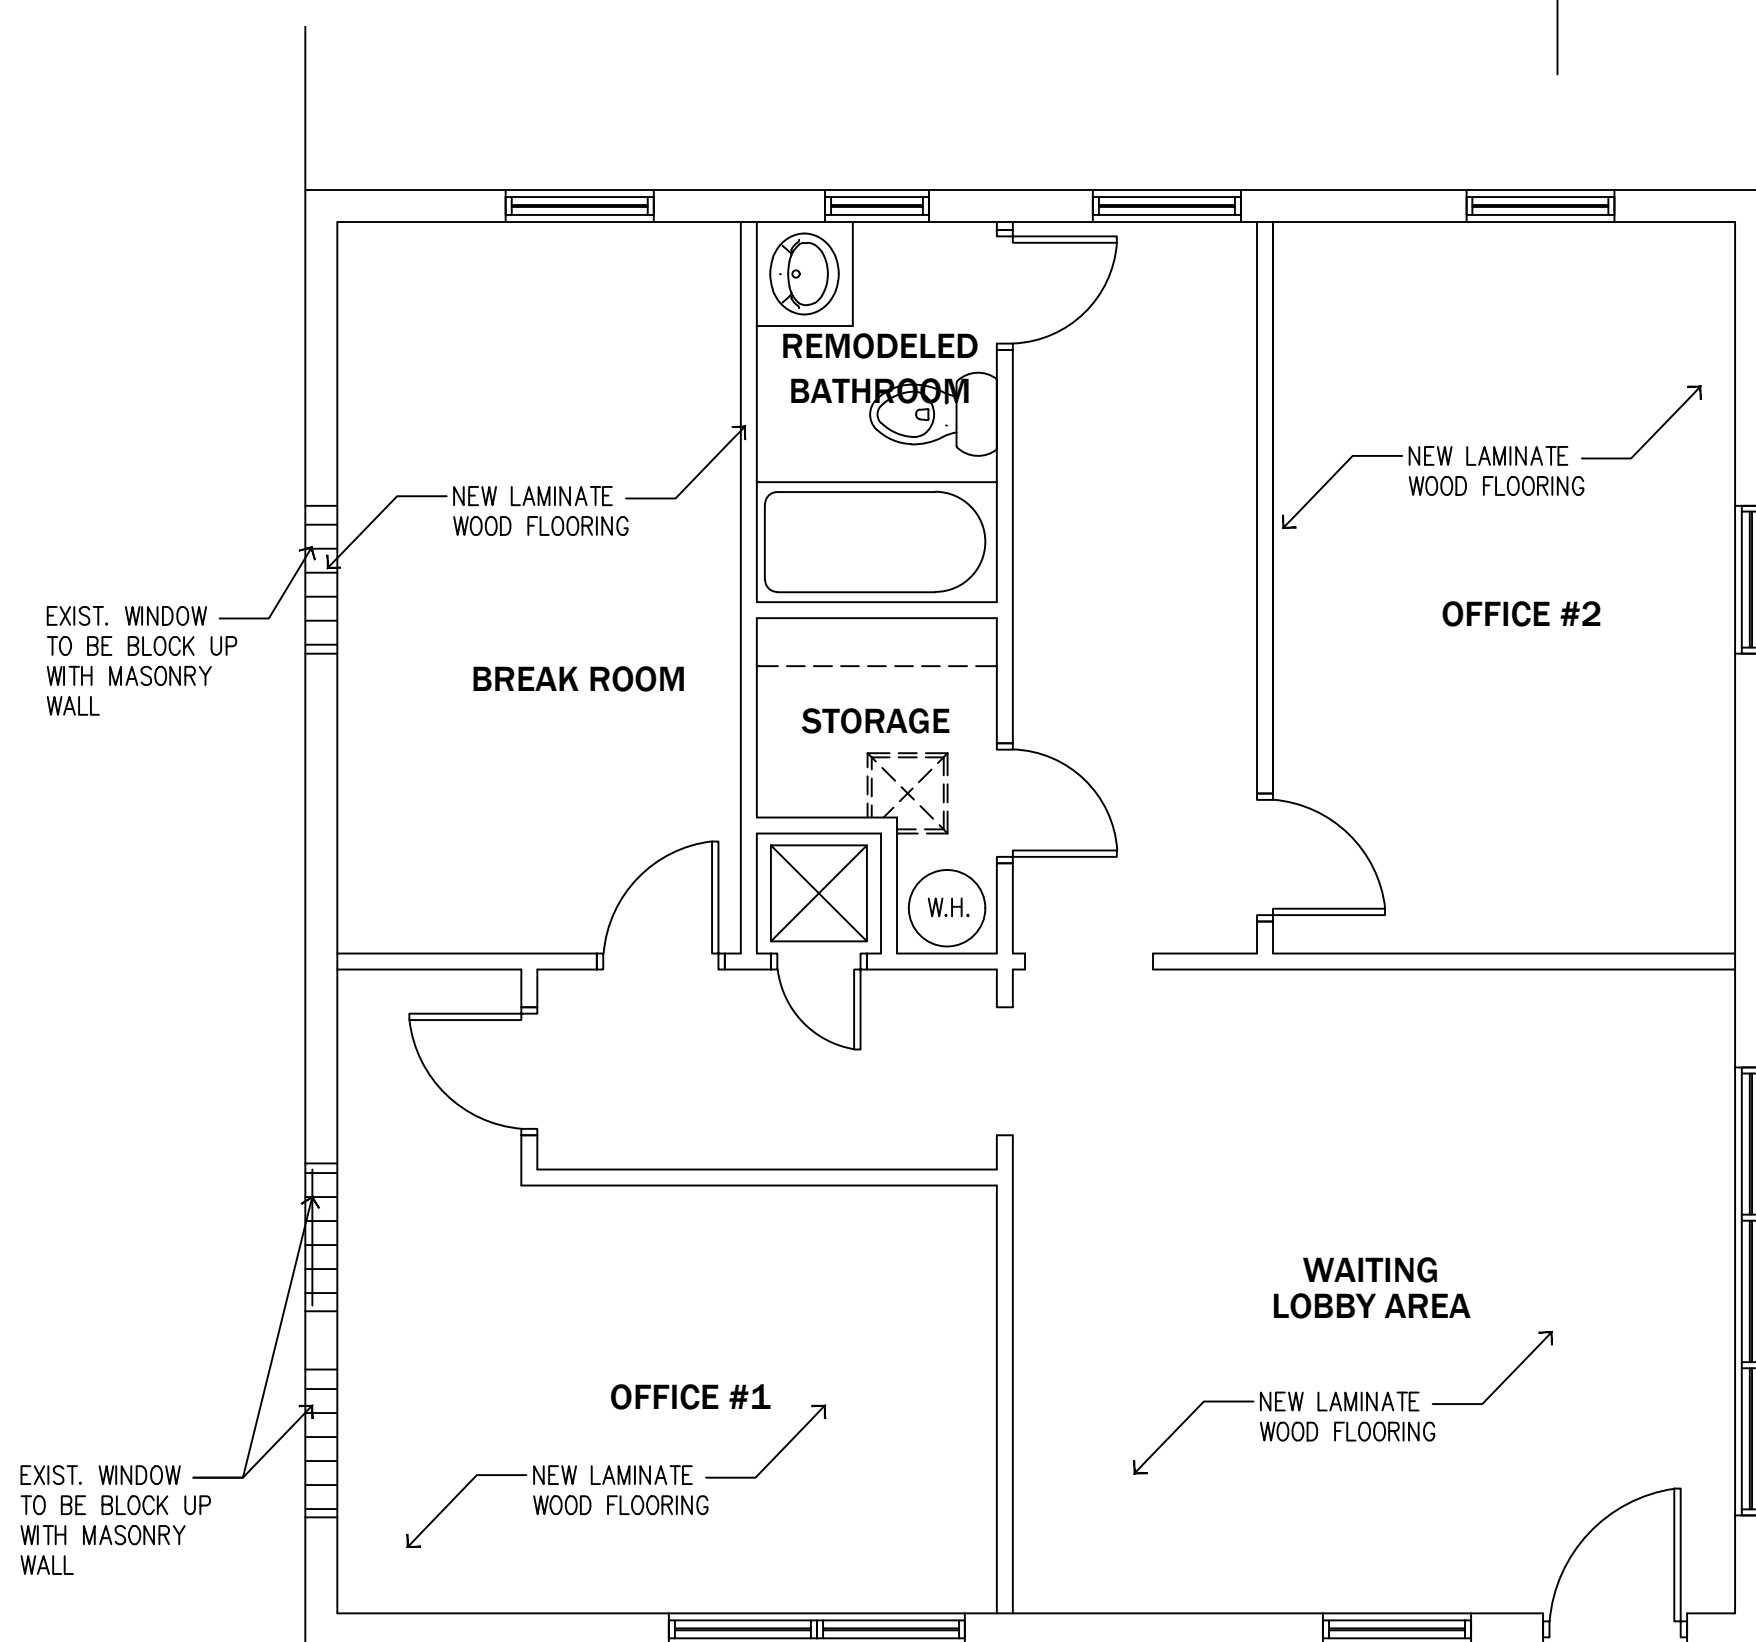 REMODELED
BATHROOM
NEW LAMINATE
WOOD FLOORING
NEW LAMINATE
WOOD FLOORING
EXIST. WINDOW
TO BE BLOCK UP
WITH MASONRY
WALL
BREAK ROOM
OFFICE #2
STORAGE
W.H.
WAITING
LOBBY AREA
OFFICE #1
NEW LAMINATE
WOOD FLOORING
NEW LAMINATE
WOOD FLOORING
EXIST. WINDOW
TO BE BLOCK UP
WITH MASONRY
WALL